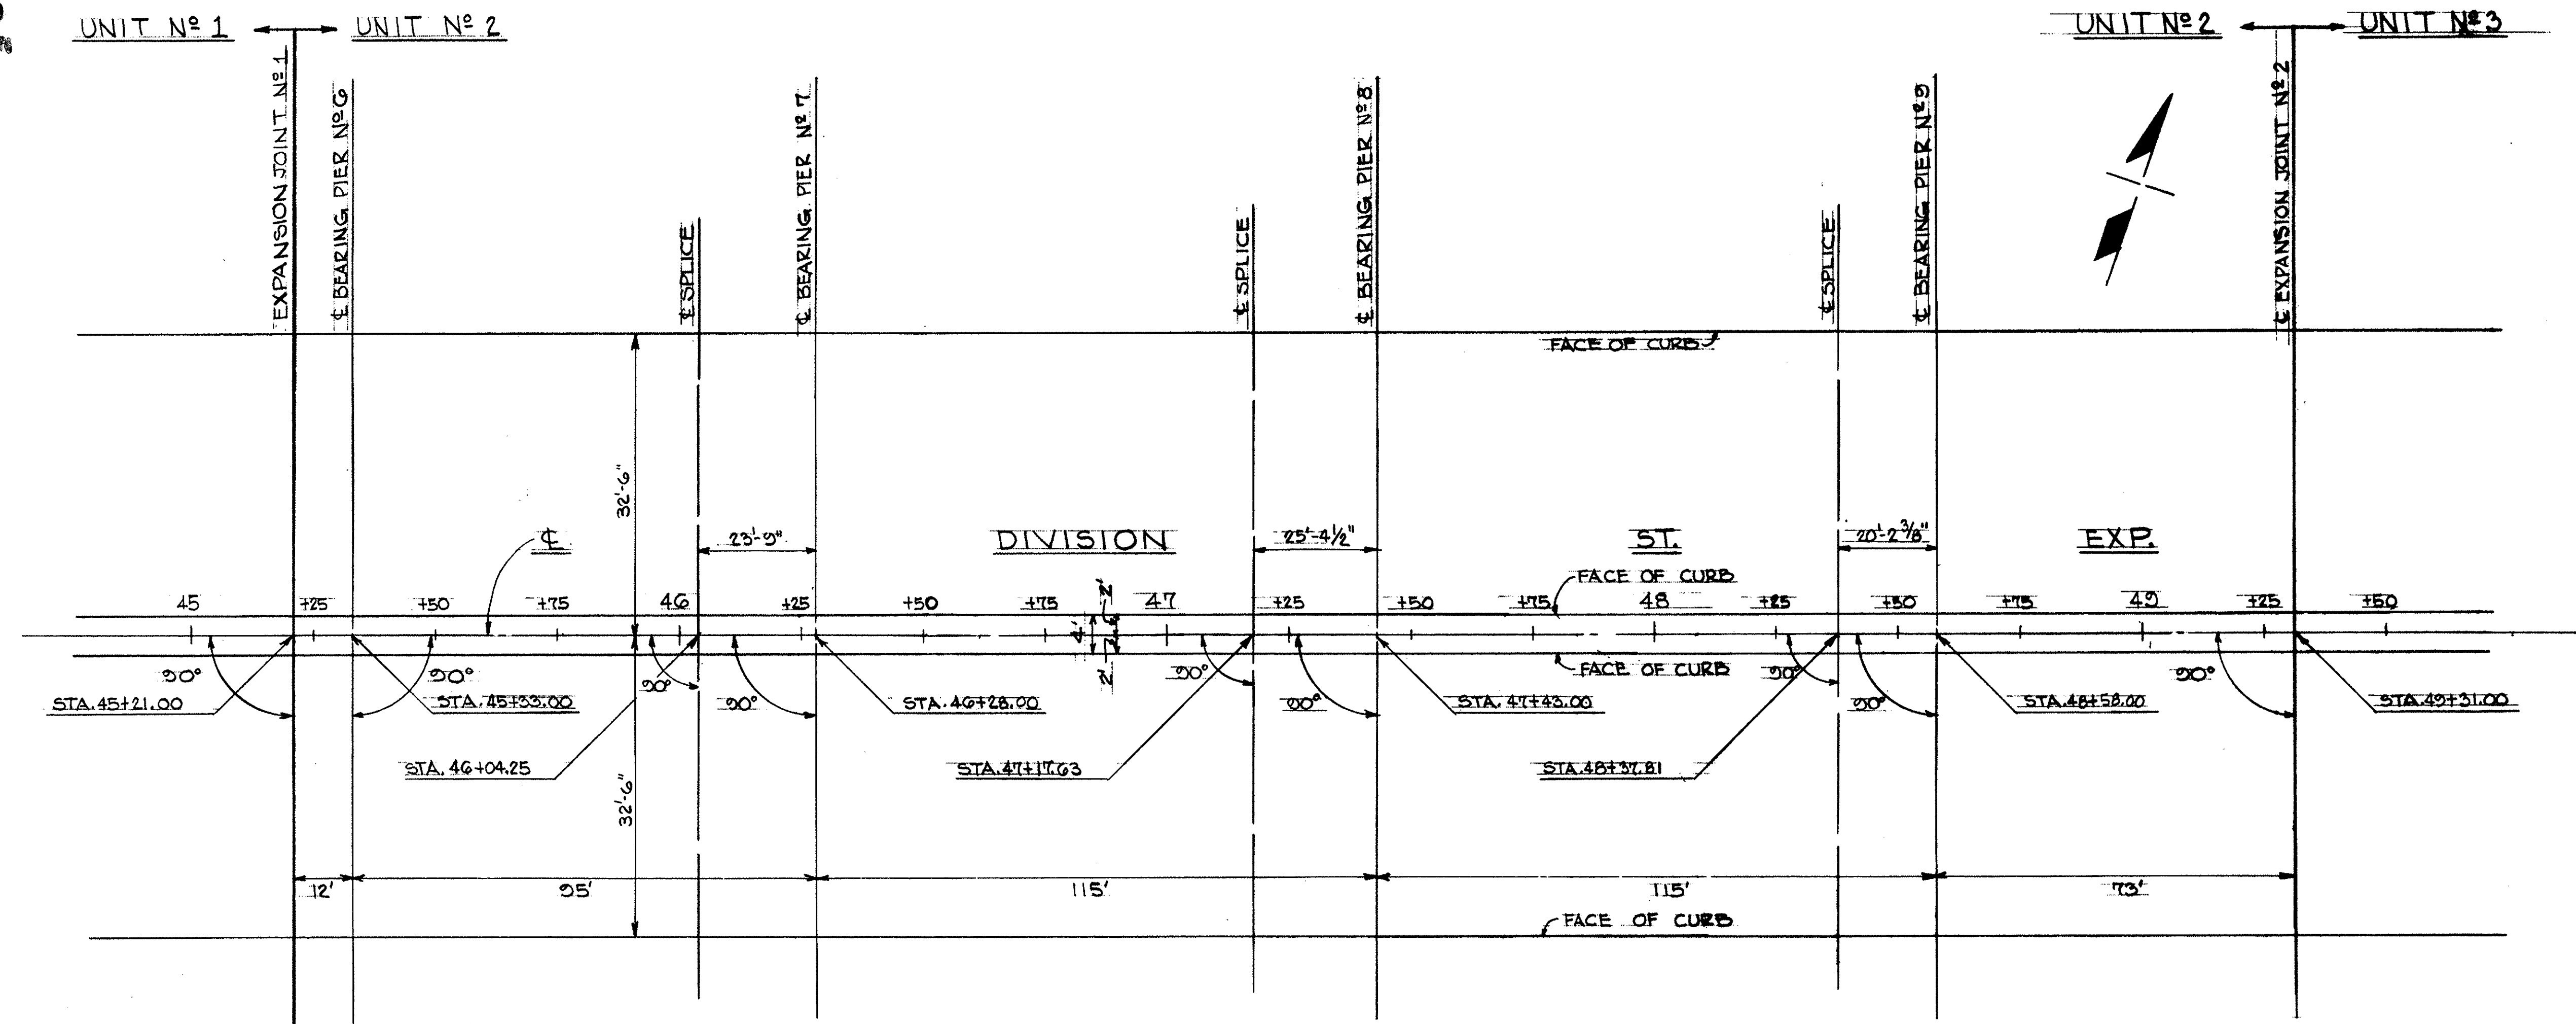 UNIT Nº 1
UNIT Nº 2
UNIT Nº 2
UNIT Nº 3
EXPANSION JOINT Nº 1
℄ BEARING PIER Nº 6
℄ SPLICE
℄ BEARING PIER Nº 7
℄ SPLICE
℄ BEARING PIER Nº 8
℄ SPLICE
℄ BEARING PIER Nº 9
℄ EXPANSION JOINT Nº 2
FACE OF CURB
32'-6"
℄
23'-9"
DIVISION
25'-4½"
ST.
20'-2⅜"
EXP.
FACE OF CURB
45 +25 +50 +75 46 +25 +50 +75 47 +25 +50 +75 48 +25 +50 +75 49 +25 +50
2'
4'
2'
FACE OF CURB
90° 90° 90° 90° 90° 90° 90° 90° 90°
STA. 45+21.00
STA. 45+33.00
STA. 46+28.00
STA. 47+43.00
STA. 48+58.00
STA. 49+31.00
STA. 46+04.25
STA. 47+17.63
STA. 48+37.81
32'-6"
12' 95' 115' 115' 73'
FACE OF CURB